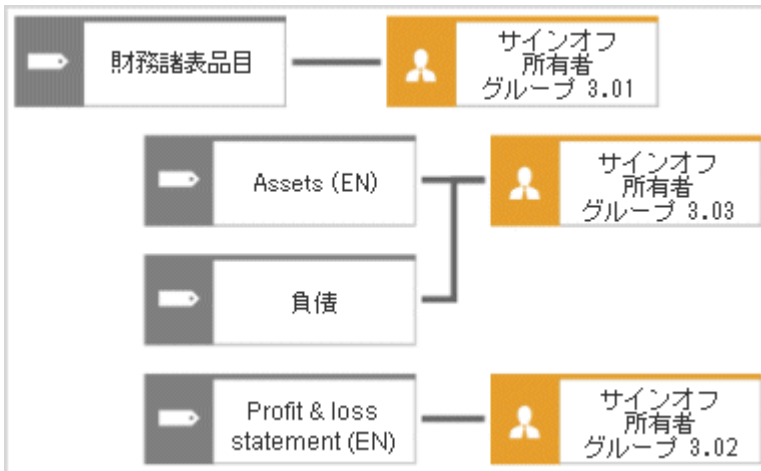 財務諸表品目
サインオフ
所有者
グループ 3.01
Assets (EN)
サインオフ
所有者
グループ 3.03
負債
Profit & loss
statement (EN)
サインオフ
所有者
グループ 3.02